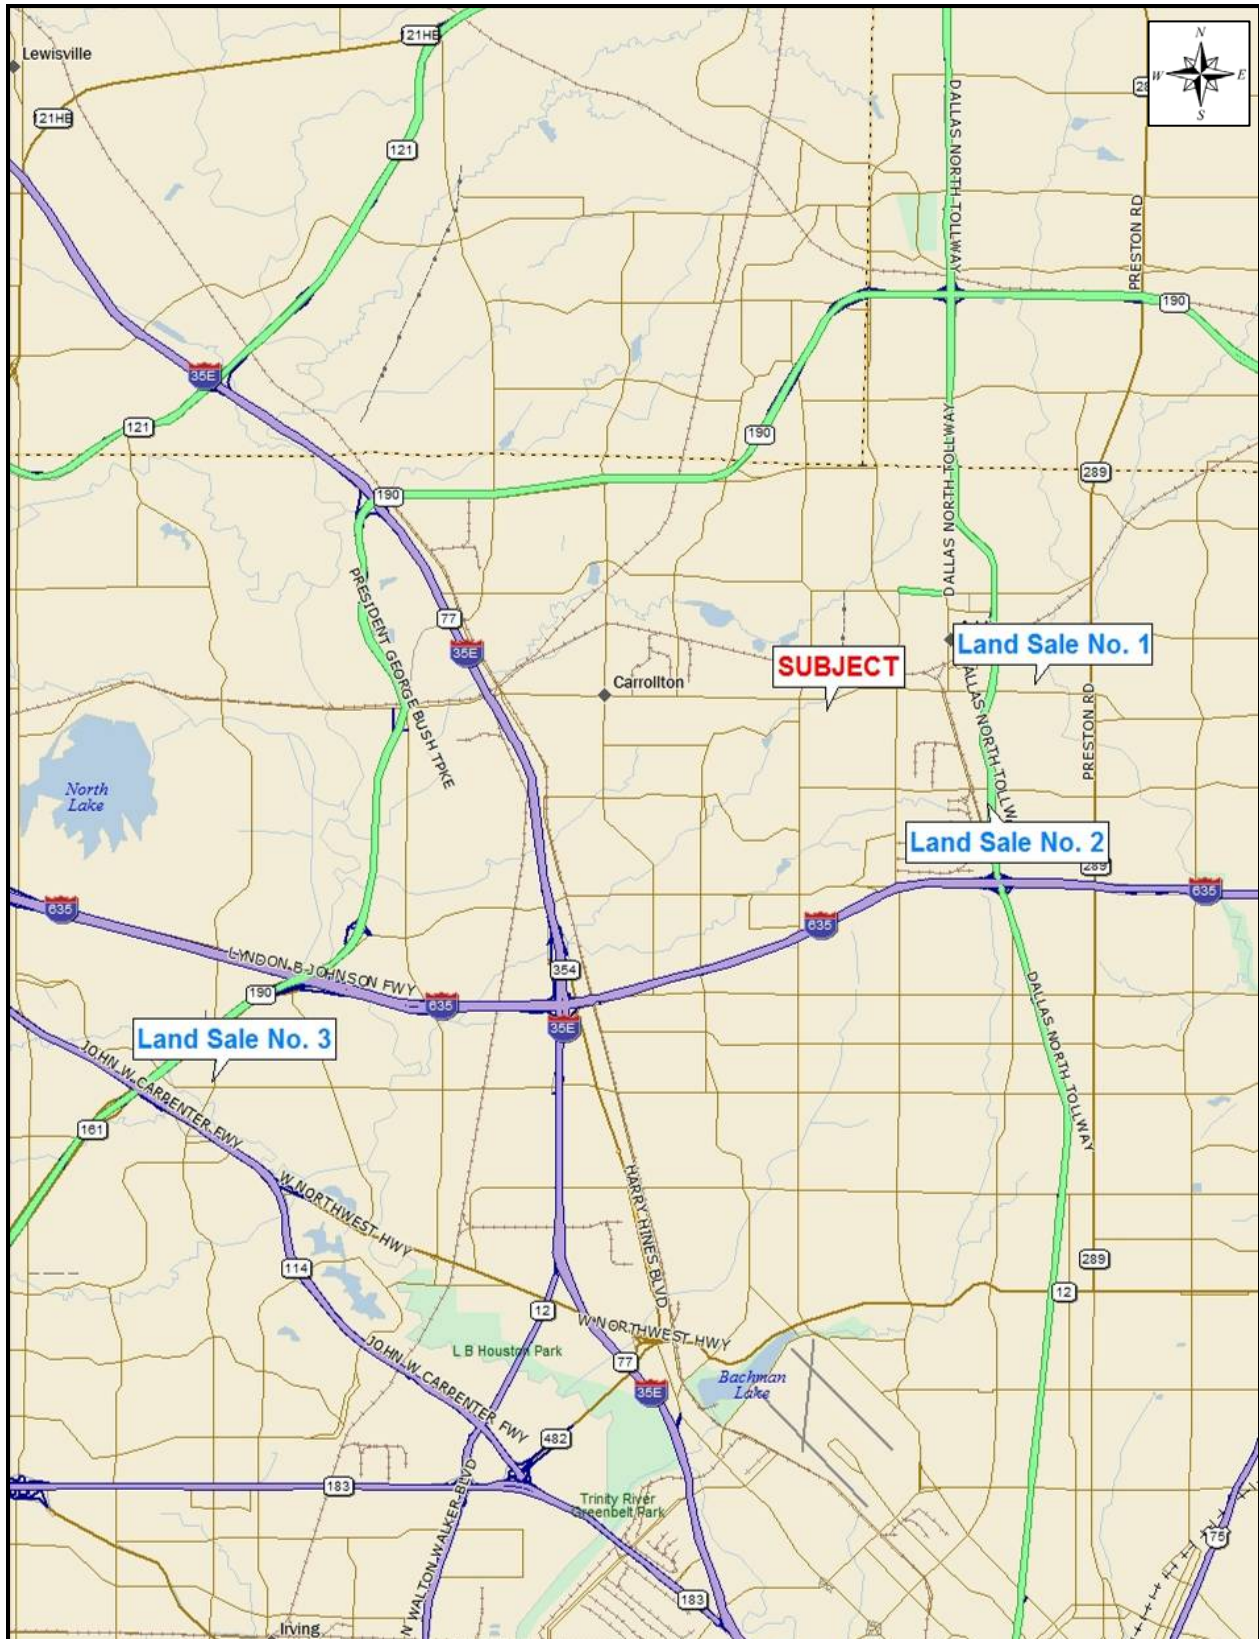 121HE
Lewisville
N
W E
S
121HE
121
DALLAS NORTH TOLLWAY
PRESTON RD
190
35E
121
190
DALLAS NORTH TOLLWAY
289
190
PRESIDENT GEORGE BUSH TPKE
77
35E
Land Sale No. 1
SUBJECT
Carrollton
DALLAS NORTH TOLLW
PRESTON RD
North
Lake
Land Sale No. 2
289
635
635
635
LYNDON B JOHNSON FWY
354
190
635
35E
Land Sale No. 3
DALLAS NORTH TOLLWAY
JOHN W CARPENTER FWY
161
W NORTHWEST HWY
HARRY HINES BLVD
114
289
12
12
W NORTHWEST HWY
L B Houston Park
77
JOHN W CARPENTER FWY
Bachman
Lake
35E
482
183
N WALTON WALKER BLVD
Trinity River
Greenbelt Park
75
183
Irving